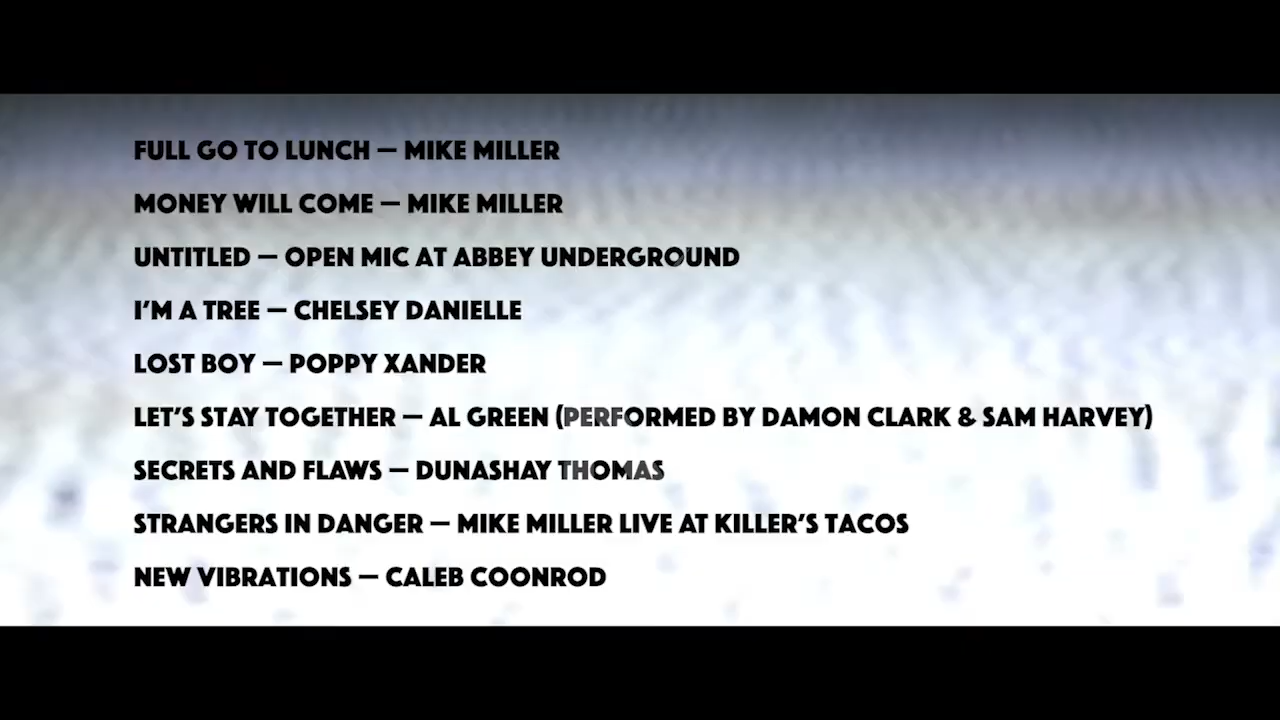 FULL GO TO LUNCH — MIKE MILLER
MONEY WILL COME — MIKE MILLER
UNTITLED — OPEN MIC AT ABBEY UNDERGROUND
I'M A TREE — CHELSEY DANIELLE
LOST BOY — POPPY XANDER
LET'S STAY TOGETHER — AL GREEN (PERFORMED BY DAMON CLARK & SAM HARVEY)
SECRETS AND FLAWS — DUNASHAY THOMAS
STRANGERS IN DANGER — MIKE MILLER LIVE AT KILLER'S TACOS
NEW VIBRATIONS — CALEB COONROD